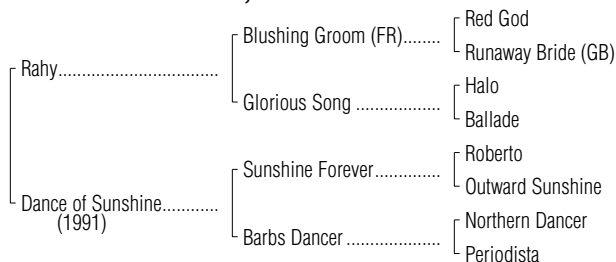 Red God
Blushing Groom (FR)........
Runaway Bride (GB)
Rahy.................................
Halo
Glorious Song .................
Ballade
Roberto
Sunshine Forever..............
Outward Sunshine
Dance of Sunshine............
(1991)
Northern Dancer
Barbs Dancer ...................
Periodista